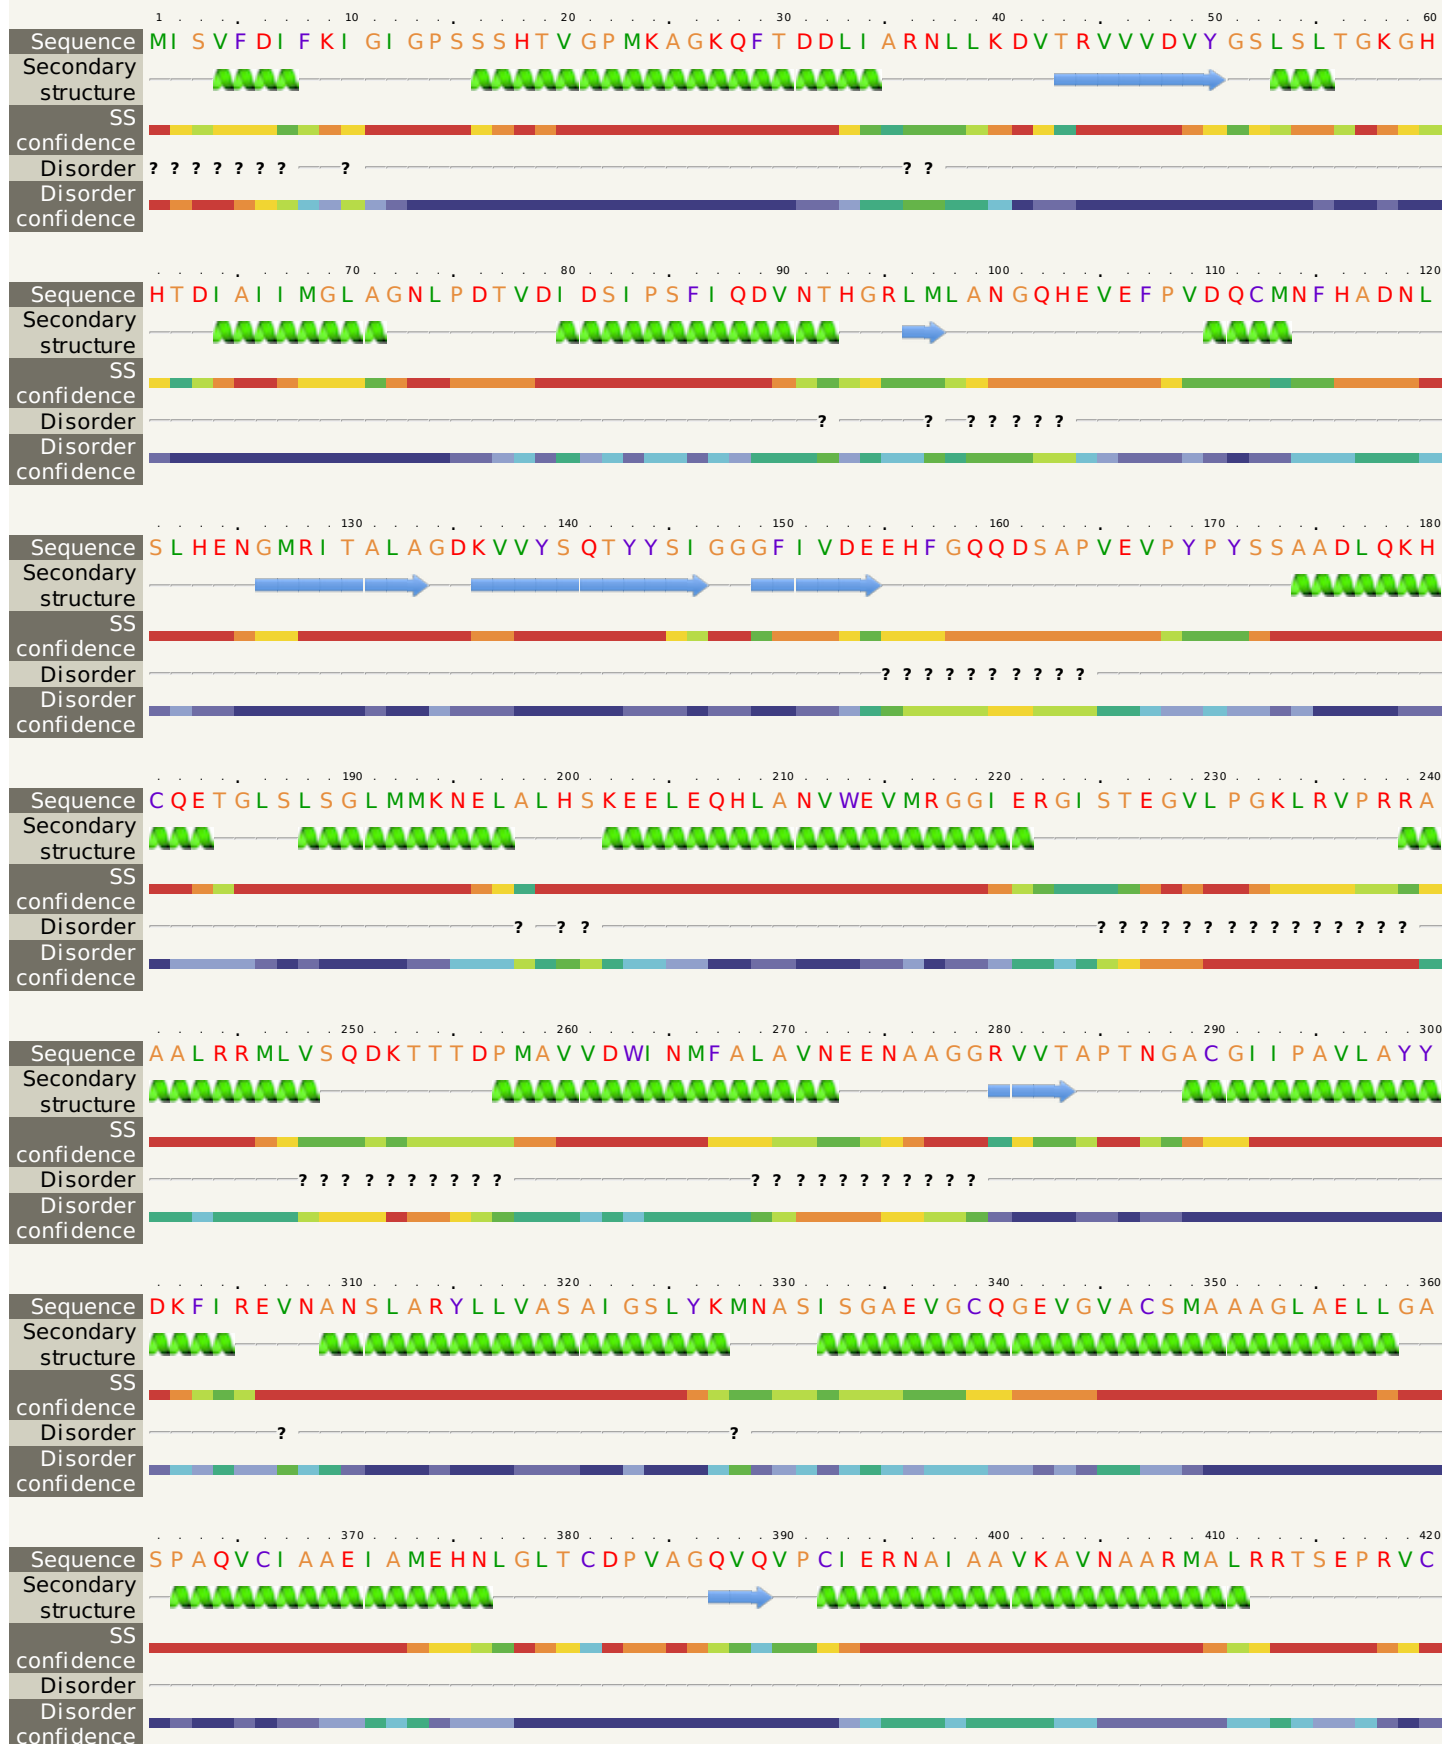 1 10 20 30 40 50 60
Sequence MISVFDIFKIGIGPSSSHTVGPMKAGKQFTDDLIARNLLKDVTRVVVDVYGSLSLTGKGH
Secondary
structure
SS
confidence
Disorder ? ? ? ? ? ? ? ? ? ?
Disorder
confidence
70 80 90 100 110 120
Sequence HTDIAIIMGLAGNLPDTVDIDSIPSFIQDVNTHGRLMLANGQHEVEFPVDQCMNFHADNL
Secondary
structure
SS
confidence
Disorder ? ? ? ? ? ? ?
Disorder
confidence
130 140 150 160 170 180
Sequence SLHENGMRITALAGDKVVYSQTYYSIGGGFIVDEEHFGQQDSAPVEVPYPYSSAADLQKH
Secondary
structure
SS
confidence
Disorder ? ? ? ? ? ? ? ? ? ?
Disorder
confidence
190 200 210 220 230 240
Sequence CQETGLSLSGLMMKNELALHSKEELEQHLANVWEVMRGGIERGISTEGVLPGKLRVPRRA
Secondary
structure
SS
confidence
Disorder ? ? ? ? ? ? ? ? ? ? ? ? ? ? ? ? ? ?
Disorder
confidence
250 260 270 280 290 300
Sequence AALRRMLVSQDKTTTDPMAVVDWINMFALAVNEENAAGGRVVTAPTNGACGIIPAVLAYY
Secondary
structure
SS
confidence
Disorder ? ? ? ? ? ? ? ? ? ? ? ? ? ? ? ? ? ? ? ? ?
Disorder
confidence
310 320 330 340 350 360
Sequence DKFIREVNANSLARYLLVASAIGSLYKMNASISGAEVGCQGEVGVACSMAAAGLAELLGA
Secondary
structure
SS
confidence
Disorder ? ?
Disorder
confidence
370 380 390 400 410 420
Sequence SPAQVCIAAEIAMEHNLGLTCDPVAGQVQVPCIERNAIAAVKAVNAARMALRRTSEPRVC
Secondary
structure
SS
confidence
Disorder
Disorder
confidence